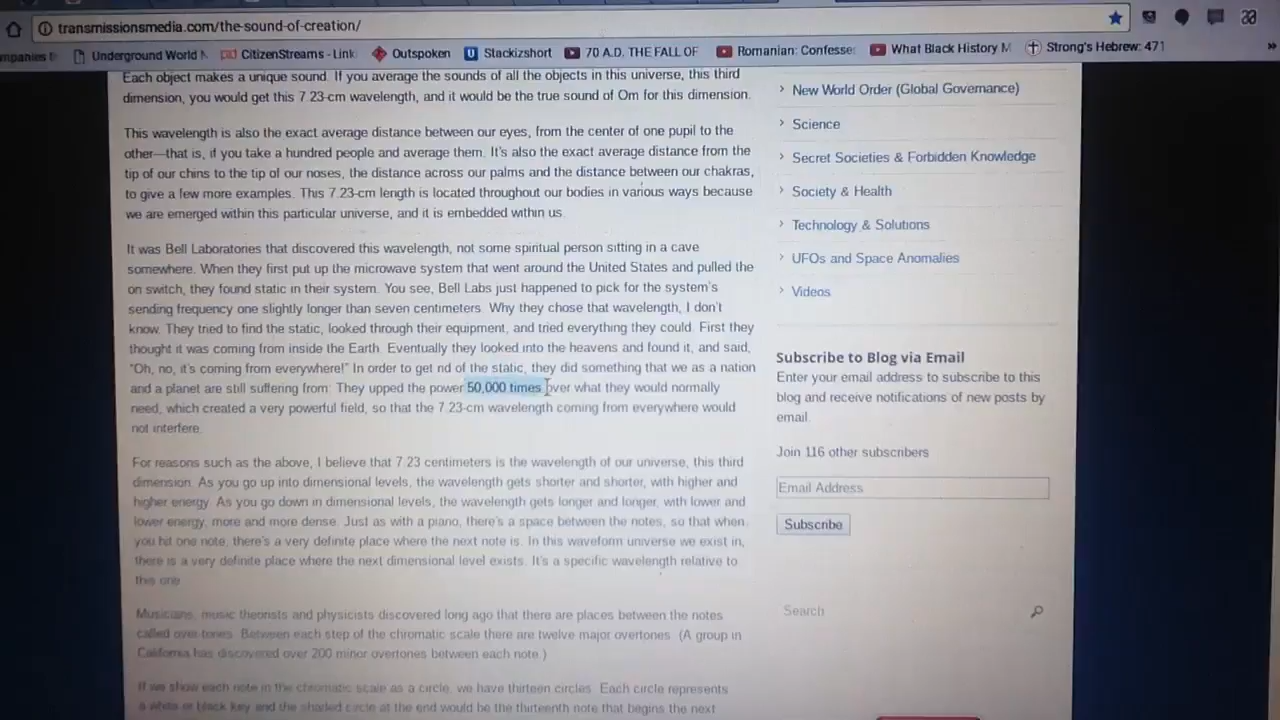 transmissionsmedia.com/the-sound-of-creation/
Underground World
CitizenStreams - Link
Outspoken
Stackizshort
70 A.D. THE FALL OF
Romanian: Confesse
What Black History M
Strong's Hebrew: 471
»
Each object makes a unique sound. If you average the sounds of all the objects in this universe, this third
dimension, you would get this 7.23-cm wavelength, and it would be the true sound of Om for this dimension.
This wavelength is also the exact average distance between our eyes, from the center of one pupil to the
other—that is, if you take a hundred people and average them. It's also the exact average distance from the
tip of our chins to the tip of our noses, the distance across our palms and the distance between our chakras,
to give a few more examples. This 7.23-cm length is located throughout our bodies in various ways because
we are emerged within this particular universe, and it is embedded within us.
It was Bell Laboratories that discovered this wavelength, not some spiritual person sitting in a cave
somewhere. When they first put up the microwave system that went around the United States and pulled the
on switch, they found static in their system. You see, Bell Labs just happened to pick for the system's
sending frequency one slightly longer than seven centimeters. Why they chose that wavelength, I don't
know. They tried to find the static, looked through their equipment, and tried everything they could. First they
thought it was coming from inside the Earth. Eventually they looked into the heavens and found it, and said,
"Oh, no, it's coming from everywhere!" In order to get rid of the static, they did something that we as a nation
and a planet are still suffering from: They upped the power 50,000 times over what they would normally
need, which created a very powerful field, so that the 7.23-cm wavelength coming from everywhere would
not interfere.
For reasons such as the above, I believe that 7.23 centimeters is the wavelength of our universe, this third
dimension. As you go up into dimensional levels, the wavelength gets shorter and shorter, with higher and
higher energy. As you go down in dimensional levels, the wavelength gets longer and longer, with lower and
lower energy, more and more dense. Just as with a piano, there's a space between the notes, so that when
you hit one note, there's a very definite place where the next note is. In this waveform universe we exist in,
there is a very definite place where the next dimensional level exists. It's a specific wavelength relative to
this one.
Musicians, music theorists and physicists discovered long ago that there are places between the notes
called overtones. Between each step of the chromatic scale there are twelve major overtones. (A group in
California has discovered over 200 minor overtones between each note.)
If we show each note in the chromatic scale as a circle, we have thirteen circles. Each circle represents
a white or black key and the shaded circle at the end would be the thirteenth note that begins the next
New World Order (Global Governance)
Science
Secret Societies & Forbidden Knowledge
Society & Health
Technology & Solutions
UFOs and Space Anomalies
Videos
Subscribe to Blog via Email
Enter your email address to subscribe to this
blog and receive notifications of new posts by
email.
Join 116 other subscribers
Email Address
Subscribe
Search